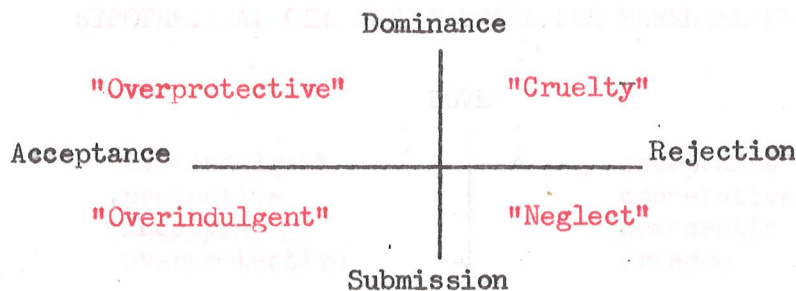 Dominance
"Overprotective" "Cruelty"
Acceptance Rejection
"Overindulgent" "Neglect"
Submission